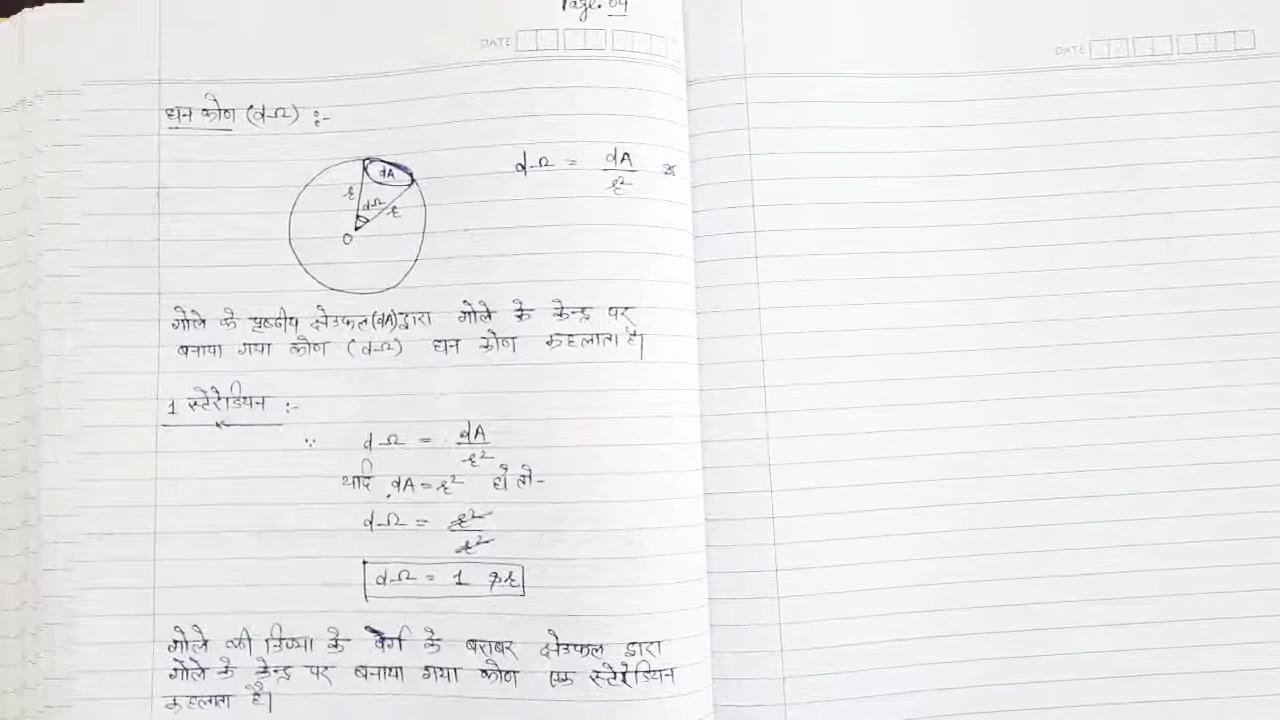 Page. 04
DATE
DATE
घन कोण (dΩ) :-
dA
r
dΩ
r
O
dΩ = dA/r²
गोले के पृष्ठीय क्षेत्रफल (dA) द्वारा गोले के केन्द्र पर
बनाया गया कोण (dΩ) घन कोण कहलाता है।
1 स्टेरेडियन :-
∵ dΩ = dA/r²
यदि dA = r² हो तो-
dΩ = r²/r²
dΩ = 1 sr
गोले की त्रिज्या के वर्ग के बराबर क्षेत्रफल द्वारा
गोले के केन्द्र पर बनाया गया कोण एक स्टेरेडियन
कहलाता है।